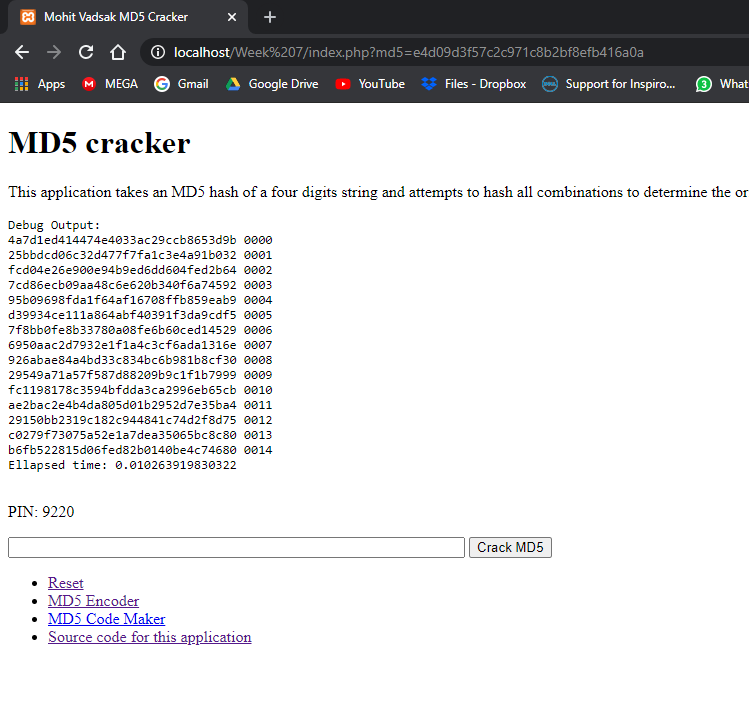 Mohit Vadsak MD5 Cracker
localhost/Week%207/index.php?md5=e4d09d3f57c2c971c8b2bf8efb416a0a
Apps MEGA Gmail Google Drive YouTube Files - Dropbox Support for Inspiro... 3 What
MD5 cracker
This application takes an MD5 hash of a four digits string and attempts to hash all combinations to determine the or
Debug Output:
4a7d1ed414474e4033ac29ccb8653d9b 0000
25bbdcd06c32d477f7fa1c3e4a91b032 0001
fcd04e26e900e94b9ed6dd604fed2b64 0002
7cd86ecb09aa48c6e620b340f6a74592 0003
95b09698fda1f64af16708ffb859eab9 0004
d39934ce111a864abf40391f3da9cdf5 0005
7f8bb0fe8b33780a08fe6b60ced14529 0006
6950aac2d7932e1f1a4c3cf6ada1316e 0007
926abae84a4bd33c834bc6b981b8cf30 0008
29549a71a57f587d88209b9c1f1b7999 0009
fc1198178c3594bfdda3ca2996eb65cb 0010
ae2bac2e4b4da805d01b2952d7e35ba4 0011
29150bb2319c182c944841c74d2f8d75 0012
c0279f73075a52e1a7dea35065bc8c80 0013
b6fb522815d06fed82b0140be4c74680 0014
Ellapsed time: 0.010263919830322
PIN: 9220
Crack MD5
Reset
MD5 Encoder
MD5 Code Maker
Source code for this application